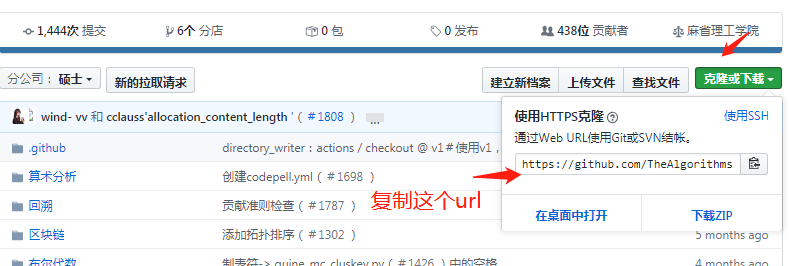 1,444次 提交 6个 分店 0 包 0 发布 438位 贡献者 麻省理工学院
分公司：硕士 新的拉取请求 建立新档案 上传文件 查找文件 克隆或下载
wind- vv 和 cclauss'allocation_content_length '（＃1808 ） ...
使用HTTPS克隆 使用SSH
通过Web URL使用Git或SVN结帐。
.github directory_writer：actions / checkout @ v1＃使用v1，
https://github.com/TheAlgorithms
算术分析 创建codepell.yml（＃1698 ）
复制这个url
回溯 贡献准则检查（＃1787 ）
在桌面中打开 下载ZIP
区块链 添加拓扑排序（＃1302 ） 5 months ago
布尔代数 制表符-> quine_mc_cluskey.py（＃1426 ）中的空格 4 months ago